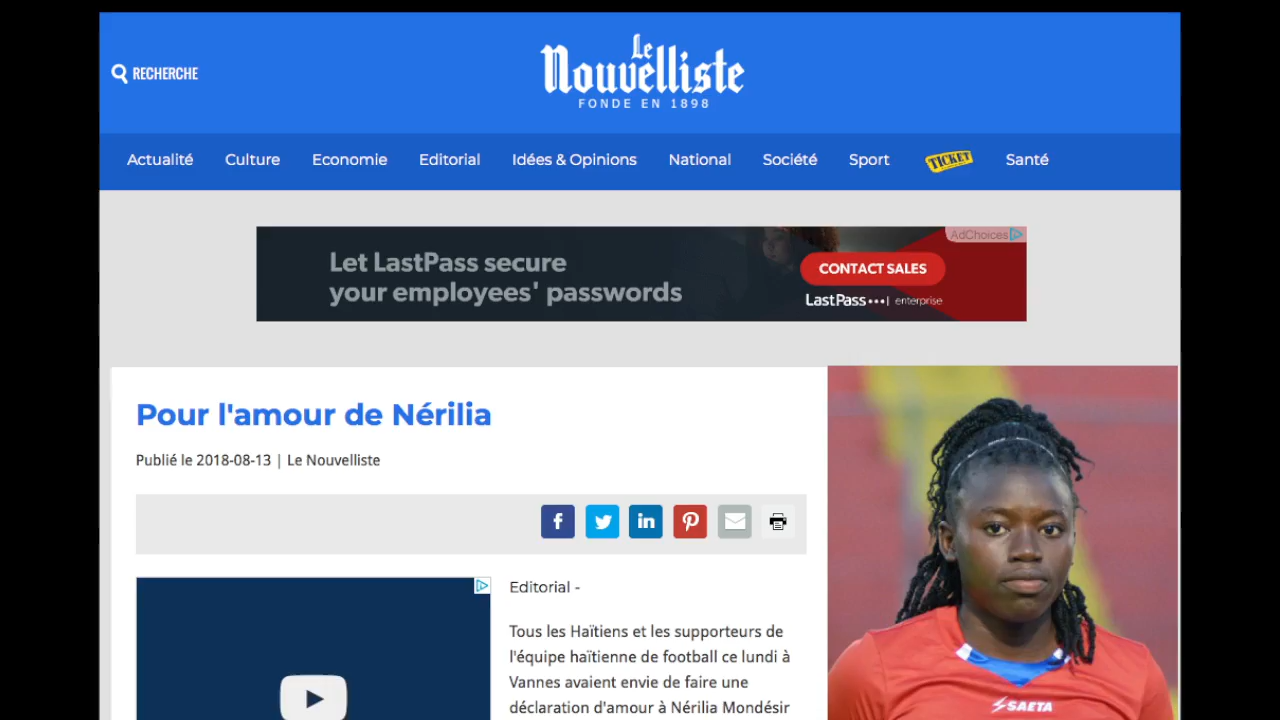 RECHERCHE
Le
Nouvelliste
FONDE EN 1898
Actualité Culture Economie Editorial Idées & Opinions National Société Sport TICKET Santé
AdChoices
Let LastPass secure
your employees' passwords
CONTACT SALES
LastPass•••| enterprise
Pour l'amour de Nérilia
Publié le 2018-08-13 | Le Nouvelliste
f in
Editorial -
Tous les Haïtiens et les supporteurs de
l'équipe haïtienne de football ce lundi à
Vannes avaient envie de faire une
déclaration d'amour à Nérilia Mondésir
SAETA